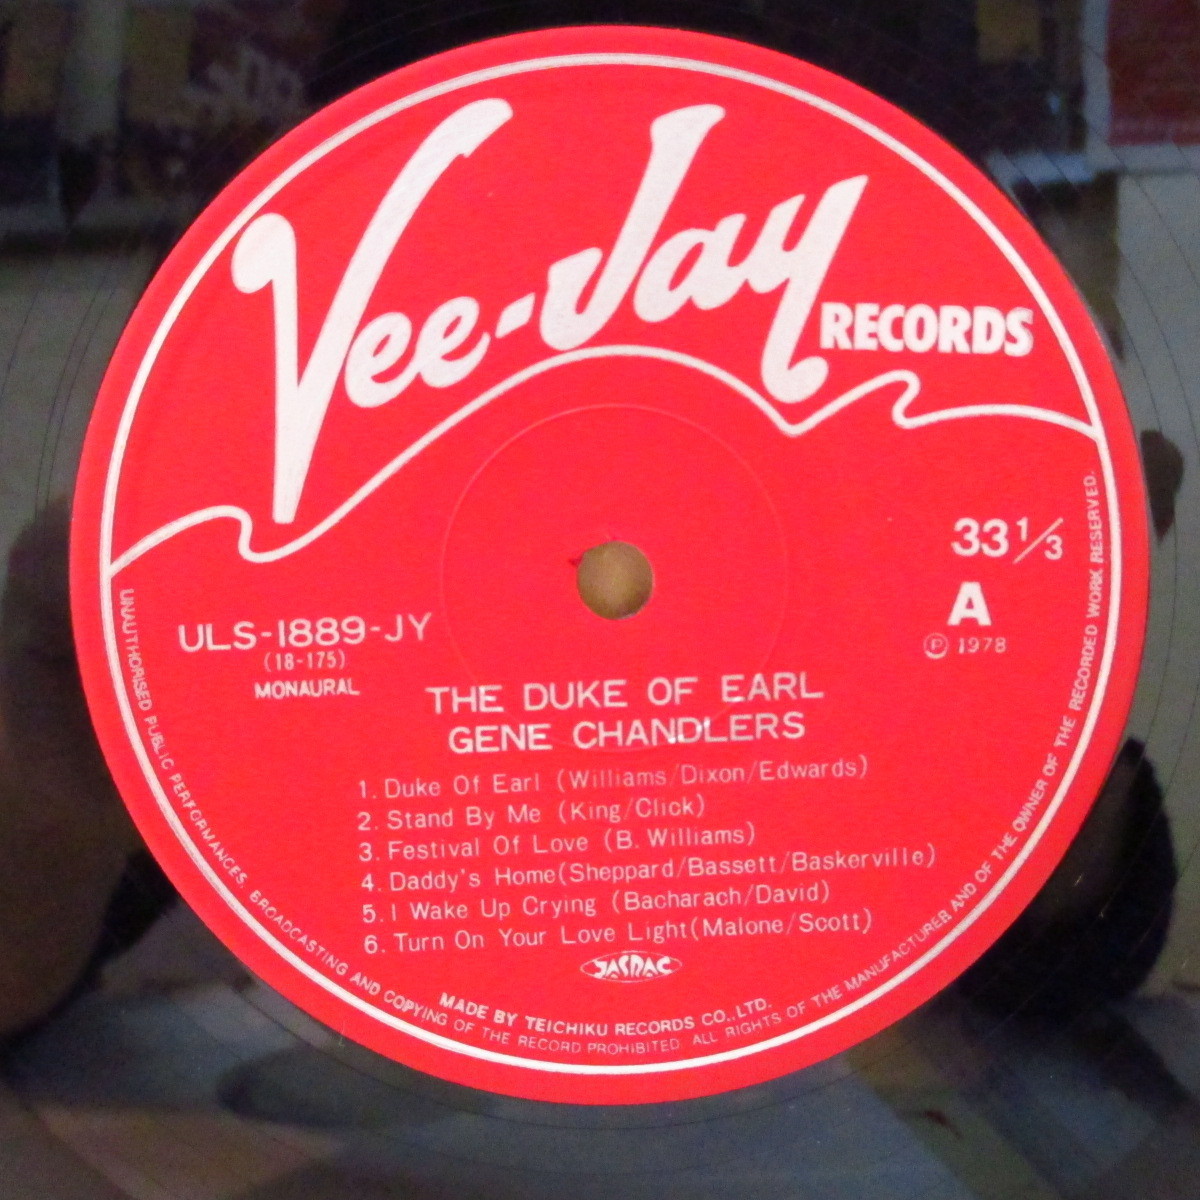 Vee-Jay
RECORDS
33 1/3
A
Ⓟ 1978
ULS-1889-JY
(18-175)
MONAURAL
THE DUKE OF EARL
GENE CHANDLERS
1. Duke Of Earl (Williams/Dixon/Edwards)
2. Stand By Me (King/Click)
3. Festival Of Love (B. Williams)
4. Daddy's Home(Sheppard/Bassett/Baskerville)
5. I Wake Up Crying (Bacharach/David)
6. Turn On Your Love Light(Malone/Scott)
JASRAC
MADE BY TEICHIKU RECORDS CO.,LTD.
UNAUTHORISED PUBLIC PERFORMANCES, BROADCASTING AND COPYING OF THE RECORD PROHIBITED. ALL RIGHTS OF THE MANUFACTURER AND OF THE OWNER OF THE RECORDED WORK RESERVED.